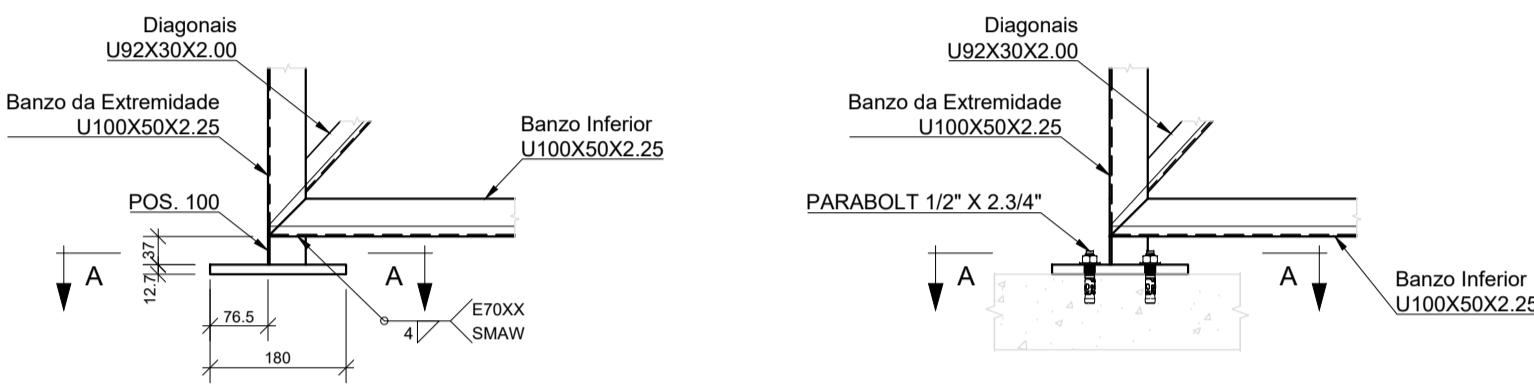 Diagonais
U92X30X2.00
Banzo da Extremidade
U100X50X2.25
Banzo Inferior
U100X50X2.25
POS. 100
37
12.7
A
A
76.5
180
4
E70XX
SMAW
Diagonais
U92X30X2.00
Banzo da Extremidade
U100X50X2.25
PARABOLT 1/2" X 2.3/4"
A
A
Banzo Inferior
U100X50X2.25